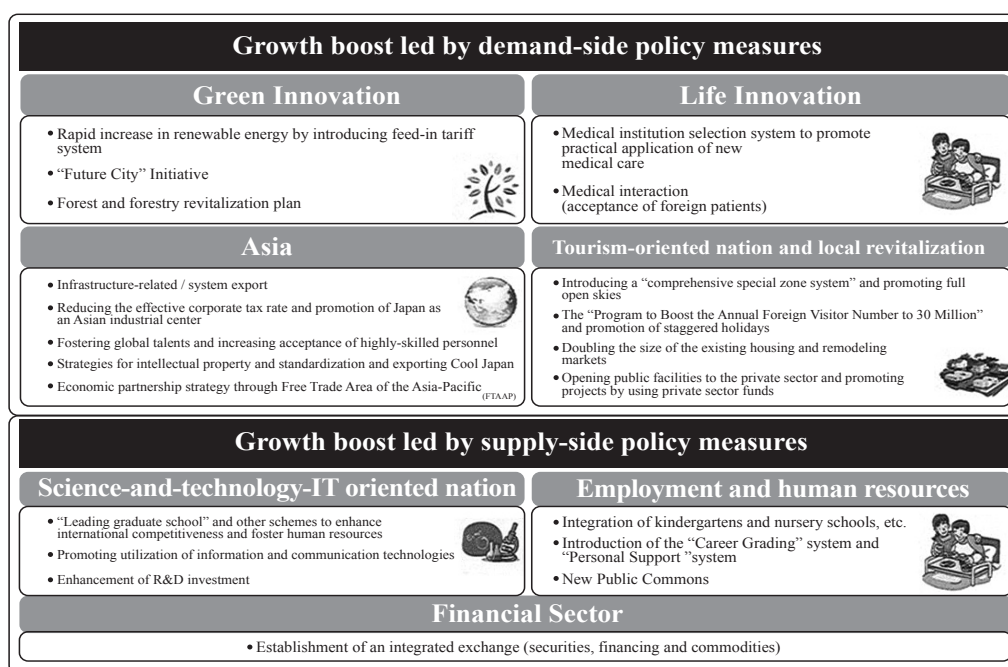 Growth boost led by demand-side policy measures
Green Innovation
• Rapid increase in renewable energy by introducing feed-in tariff
system
• “Future City” Initiative
• Forest and forestry revitalization plan
Life Innovation
• Medical institution selection system to promote
practical application of new
medical care
• Medical interaction
(acceptance of foreign patients)
Asia
• Infrastructure-related / system export
• Reducing the effective corporate tax rate and promotion of Japan as
an Asian industrial center
• Fostering global talents and increasing acceptance of highly-skilled personnel
• Strategies for intellectual property and standardization and exporting Cool Japan
• Economic partnership strategy through Free Trade Area of the Asia-Pacific
(FTAAP)
Tourism-oriented nation and local revitalization
• Introducing a “comprehensive special zone system” and promoting full
open skies
• The “Program to Boost the Annual Foreign Visitor Number to 30 Million”
and promotion of staggered holidays
• Doubling the size of the existing housing and remodeling
markets
• Opening public facilities to the private sector and promoting
projects by using private sector funds
Growth boost led by supply-side policy measures
Science-and-technology-IT oriented nation
• “Leading graduate school” and other schemes to enhance
international competitiveness and foster human resources
• Promoting utilization of information and communication technologies
• Enhancement of R&D investment
Employment and human resources
• Integration of kindergartens and nursery schools, etc.
• Introduction of the “Career Grading” system and
“Personal Support ”system
• New Public Commons
Financial Sector
• Establishment of an integrated exchange (securities, financing and commodities)